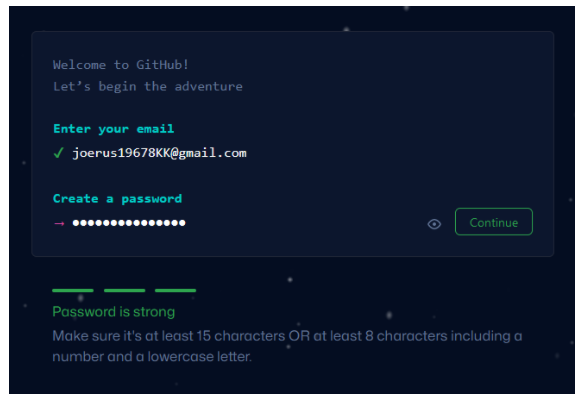 Welcome to GitHub!
Let’s begin the adventure
Enter your email
✓ joerus19678KK@gmail.com
Create a password
→ ●●●●●●●●●●●●●●● Continue
Password is strong
Make sure it's at least 15 characters OR at least 8 characters including a
number and a lowercase letter.